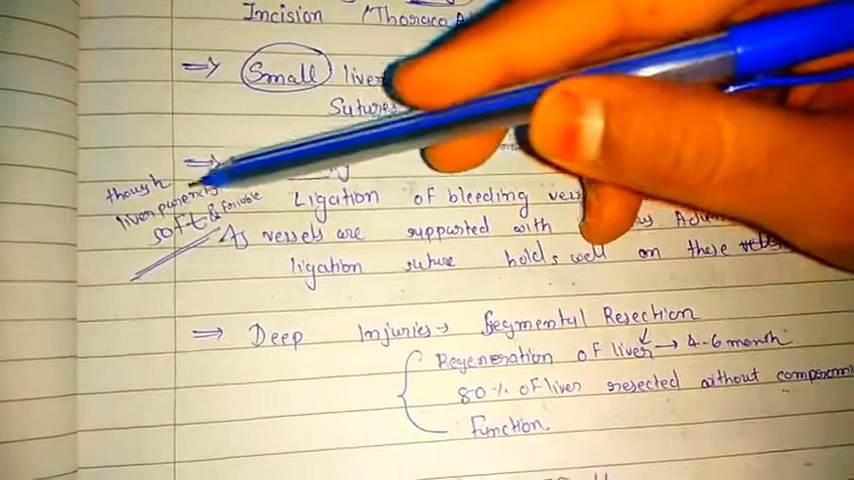 Incision (Thoraco
⇒ Small liver
Sutures
⇒
though
liver parenchy
soft & friable
Ligation of bleeding
As vessels are supported with
ligation suture holds well on these
⇒ Deep Injuries → Segmental Resection
Regeneration of liver → 4-6 month
80% of liver resected without
Function